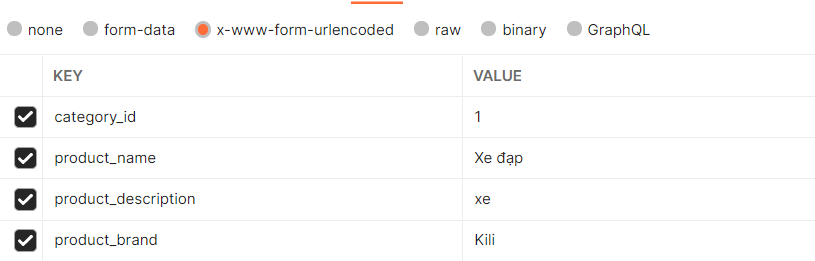 none form-data x-www-form-urlencoded raw binary GraphQL
KEY VALUE
category_id 1
product_name Xe đạp
product_description xe
product_brand Kili